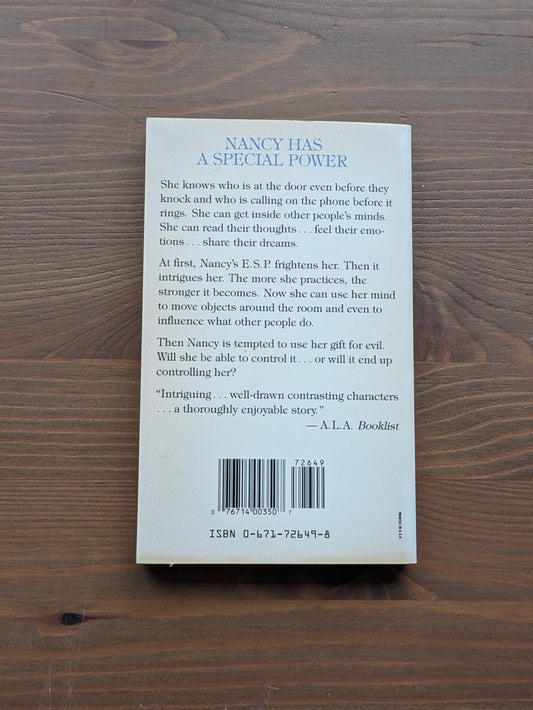 NANCY HAS
A SPECIAL POWER
She knows who is at the door even before they
knock and who is calling on the phone before it
rings. She can get inside other people's minds.
She can read their thoughts . . . feel their emo-
tions . . . share their dreams.
At first, Nancy's E.S.P. frightens her. Then it
intrigues her. The more she practices, the
stronger it becomes. Now she can use her mind
to move objects around the room and even to
influence what other people do.
Then Nancy is tempted to use her gift for evil.
Will she be able to control it . . . or will it end up
controlling her?
“Intriguing . . . well-drawn contrasting characters
. . . a thoroughly enjoyable story.”
— A.L.A. Booklist
72649
0 76714 00350 7
ISBN 0-671-72649-8
PRINTED IN U.S.A.